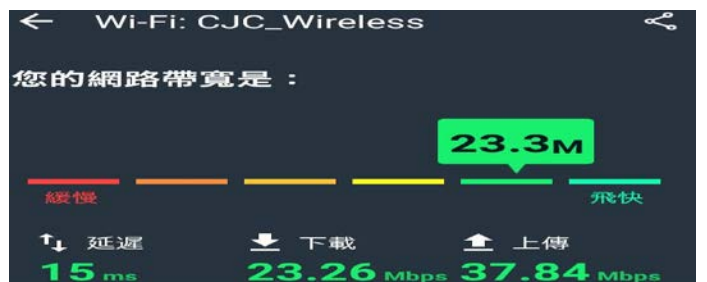 Wi-Fi: CJC_Wireless
您的網路帶寬是：
23.3M
緩慢 飛快
延遲 下載 上傳
15 ms 23.26 Mbps 37.84 Mbps